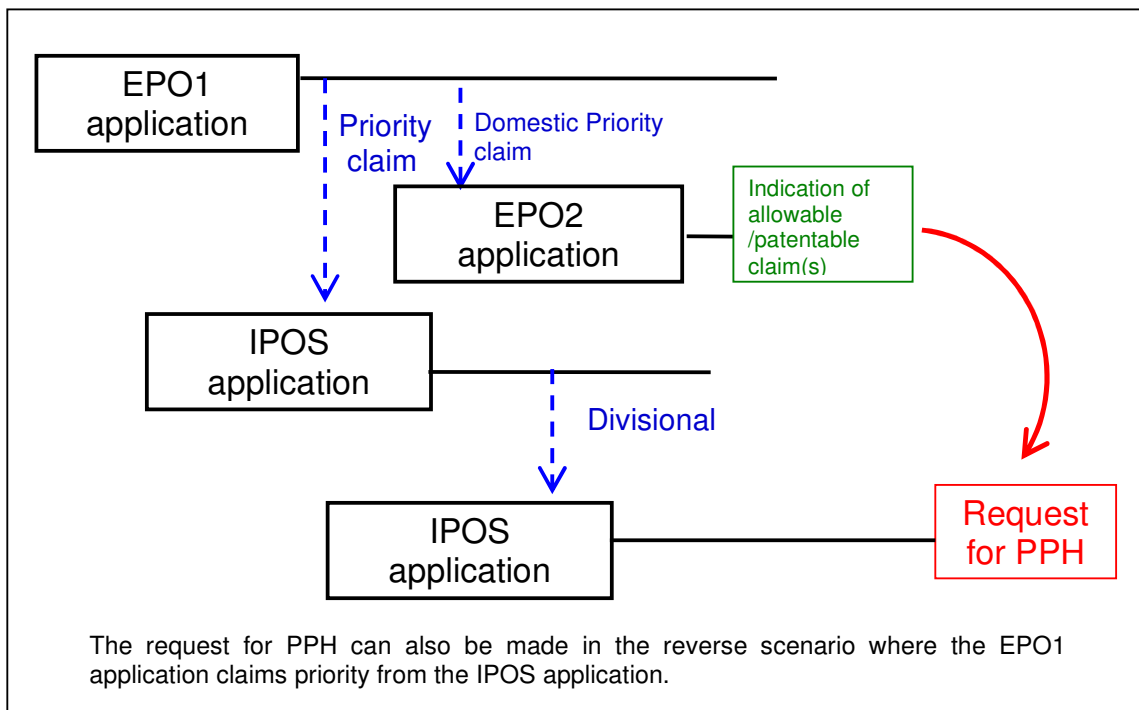 EPO1
application
Priority
claim
Domestic Priority
claim
EPO2
application
Indication of
allowable
/patentable
claim(s)
IPOS
application
Divisional
IPOS
application
Request
for PPH
The request for PPH can also be made in the reverse scenario where the EPO1
application claims priority from the IPOS application.